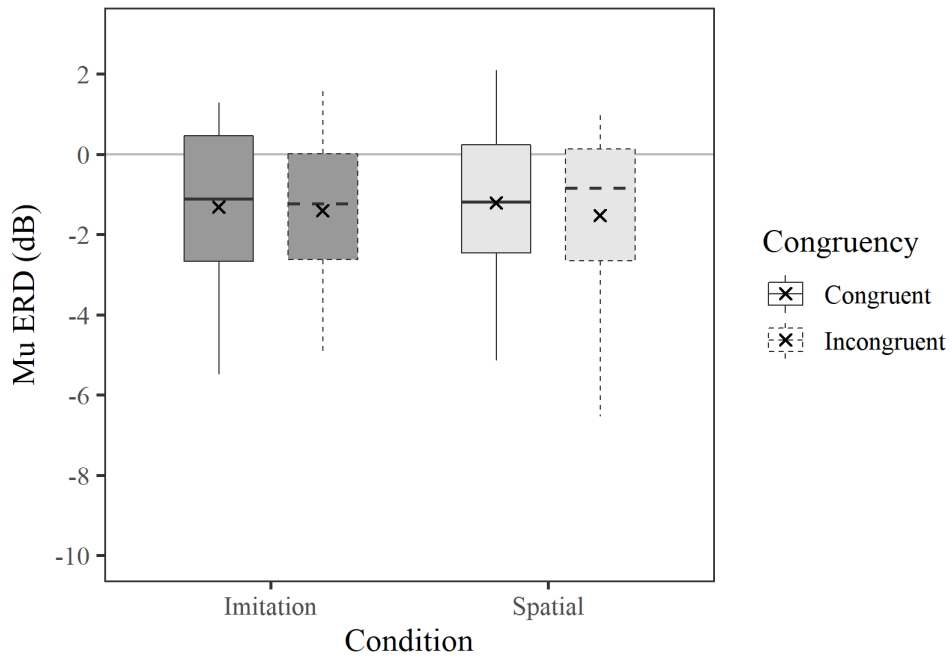 2
0
-2
-4
-6
-8
-10
Mu ERD (dB)
Imitation
Spatial
Condition
Congruency
Congruent
Incongruent